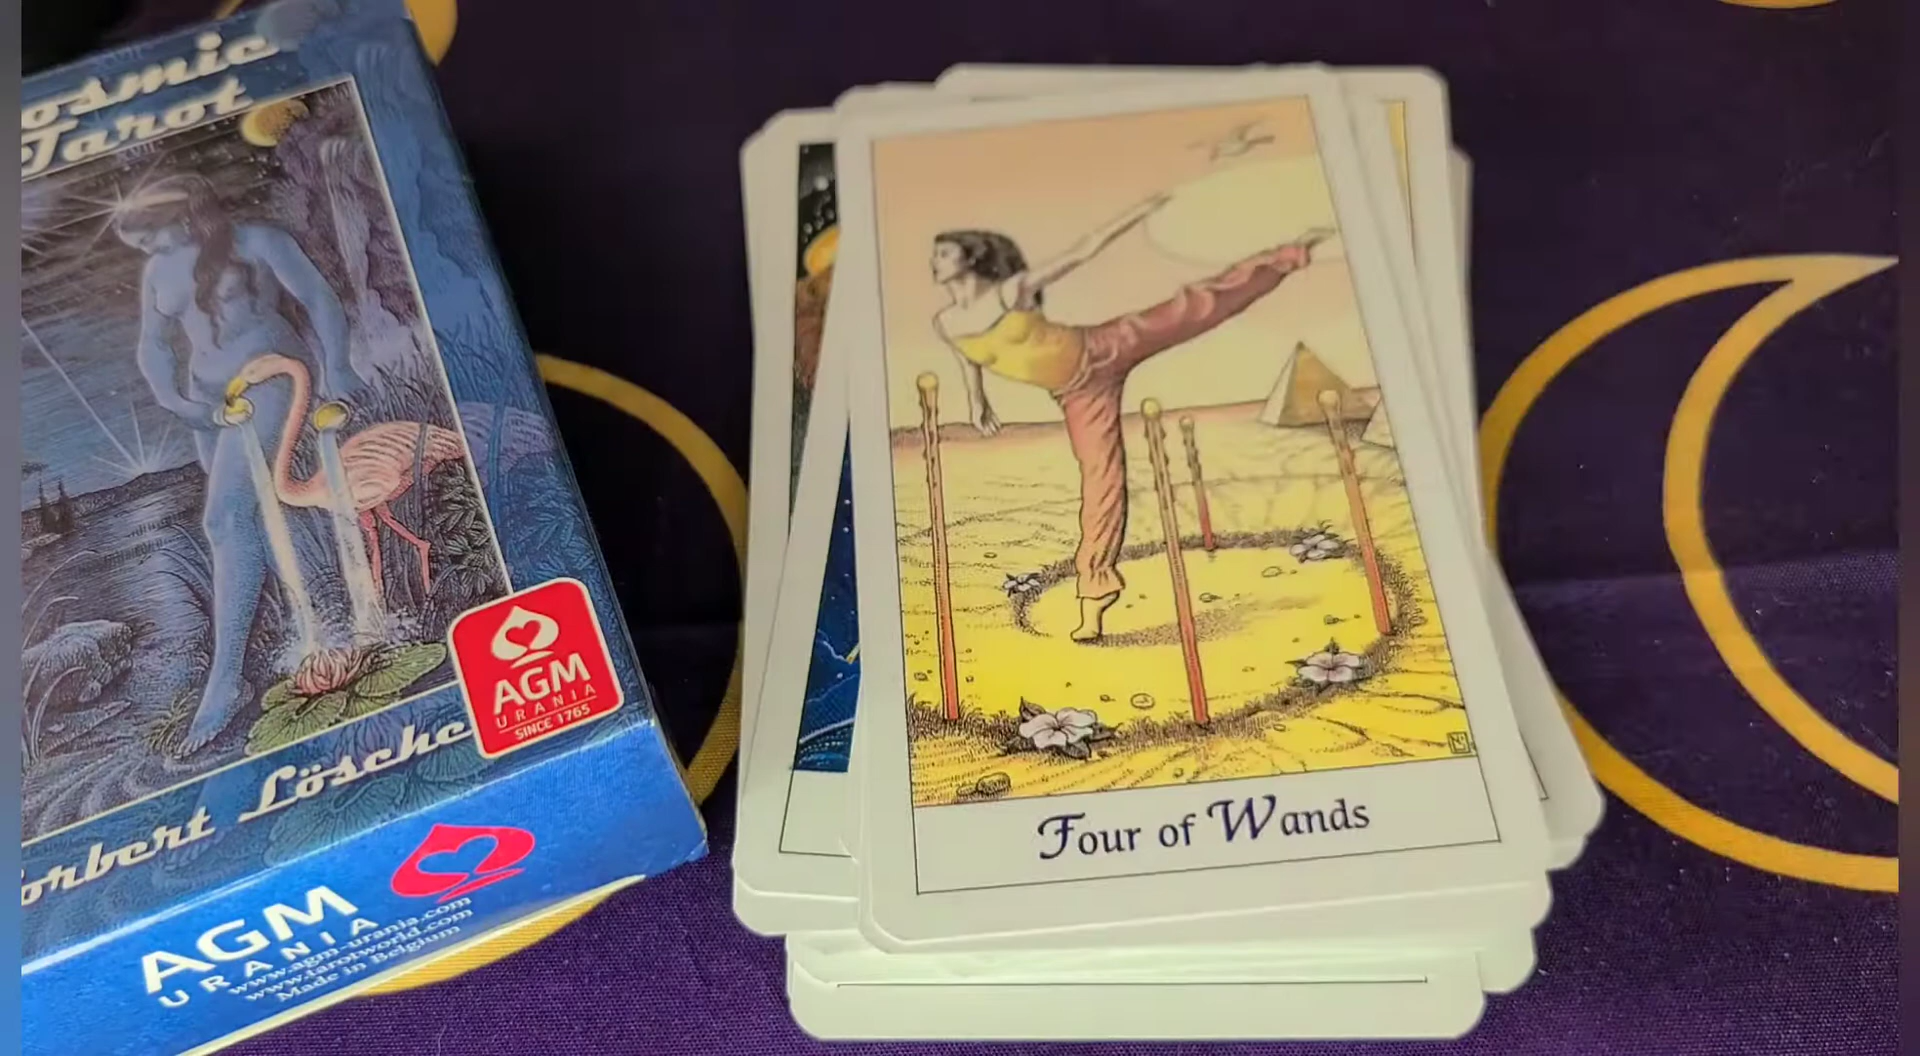 osmic
Tarot
AGM
URANIA
SINCE 1765
orbert Lösche
AGM
URANIA
www.agm-urania.com
www.tarotworld.com
Made in Belgium
Four of Wands